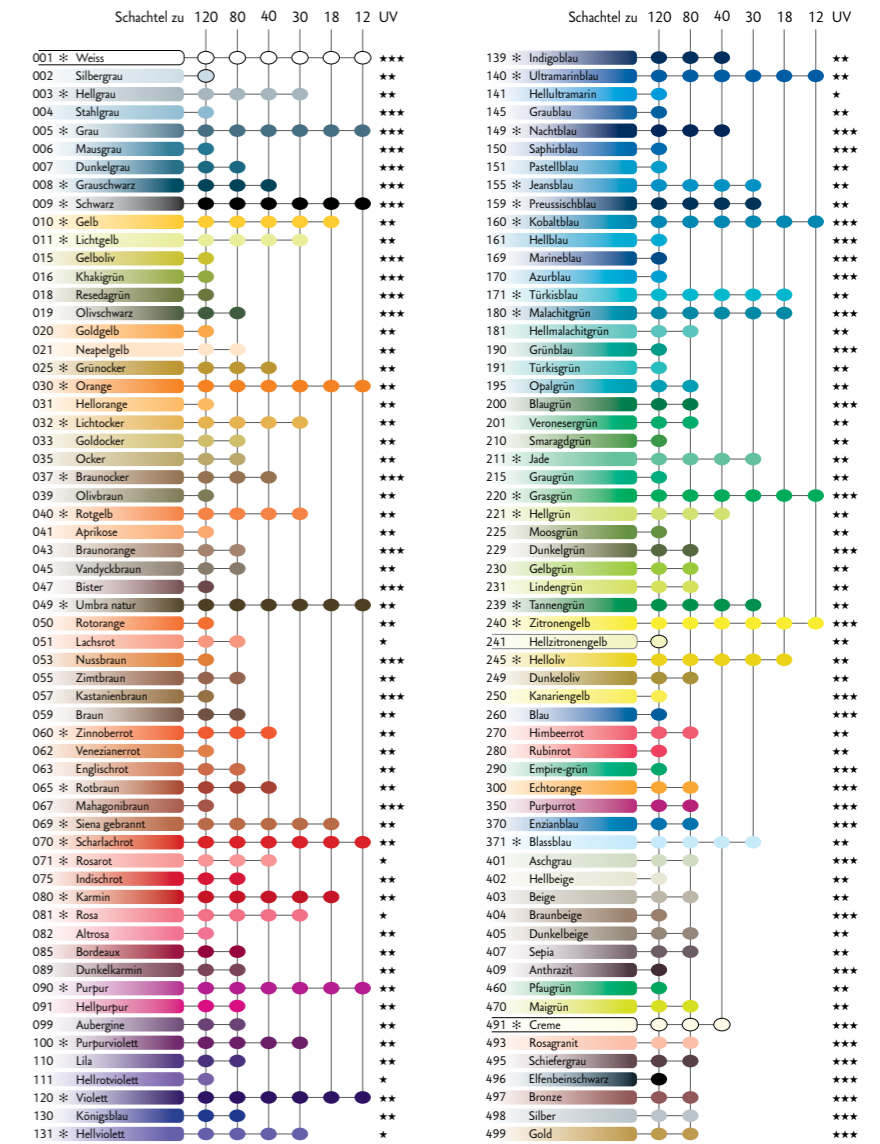 Schachtel zu 120 80 40 30 18 12 UV
001 * Weiss ★★★
002 Silbergrau ★★
003 * Hellgrau ★★
004 Stahlgrau ★★★
005 * Grau ★★★
006 Mausgrau ★★★
007 Dunkelgrau ★★★
008 * Grauschwarz ★★★
009 * Schwarz ★★★
010 * Gelb ★★
011 * Lichtgelb ★★
015 Gelboliv ★★★
016 Khakigrün ★★★
018 Resedagrün ★★★
019 Olivschwarz ★★★
020 Goldgelb ★★
021 Neapelgelb ★★
025 * Grünocker ★★
030 * Orange ★★
031 Hellorange ★★
032 * Lichtocker ★★
033 Goldocker ★★
035 Ocker ★★
037 * Braunocker ★★★
039 Olivbraun ★★
040 * Rotgelb ★★
041 Aprikose ★★
043 Braunorange ★★★
045 Vandyckbraun ★★
047 Bister ★★★
049 * Umbra natur ★★
050 Rotorange ★★
051 Lachsrot ★
053 Nussbraun ★★★
055 Zimtbraun ★★
057 Kastanienbraun ★★★
059 Braun ★★
060 * Zinnoberrot ★★
062 Venezianerrot ★★
063 Englischrot ★★
065 * Rotbraun ★★
067 Mahagonibraun ★★★
069 * Siena gebrannt ★★
070 * Scharlachrot ★★
071 * Rosarot ★
075 Indischrot ★★
080 * Karmin ★★
081 * Rosa ★
082 Altrosa ★★
085 Bordeaux ★★
089 Dunkelkarmin ★★
090 * Purpur ★★
091 Hellpurpur ★★
099 Aubergine ★★
100 * Purpurviolett ★★
110 Lila ★★
111 Hellrotviolett ★
120 * Violett ★★
130 Königsblau ★★
131 * Hellviolett ★
Schachtel zu 120 80 40 30 18 12 UV
139 * Indigoblau ★★
140 * Ultramarinblau ★★
141 Hellultramarin ★
145 Graublau ★★
149 * Nachtblau ★★★
150 Saphirblau ★★★
151 Pastellblau ★★
155 * Jeansblau ★★
159 * Preussischblau ★★
160 * Kobaltblau ★★★
161 Hellblau ★★★
169 Marineblau ★★★
170 Azurblau ★★★
171 * Türkisblau ★★
180 * Malachitgrün ★★★
181 Hellmalachitgrün ★★
190 Grünblau ★★★
191 Türkisgrün ★★
195 Opalgrün ★★
200 Blaugrün ★★★
201 Veronesergrün ★★
210 Smaragdgrün ★★
211 * Jade ★★
215 Graugrün ★★
220 * Grasgrün ★★★
221 * Hellgrün ★★
225 Moosgrün ★★
229 Dunkelgrün ★★★
230 Gelbgrün ★★
231 Lindengrün ★★
239 * Tannengrün ★★
240 * Zitronengelb ★★★
241 Hellzitronengelb ★★
245 * Helloliv ★★
249 Dunkeloliv ★★
250 Kanariengelb ★★★
260 Blau ★★★
270 Himbeerrot ★★
280 Rubinrot ★★
290 Empire-grün ★★★
300 Echtorange ★★★
350 Purpurrot ★★★
370 Enzianblau ★★★
371 * Blassblau ★★
401 Aschgrau ★★★
402 Hellbeige ★★
403 Beige ★★
404 Braunbeige ★★★
405 Dunkelbeige ★★
407 Sepia ★★
409 Anthrazit ★★★
460 Pfaugrün ★★
470 Maigrün ★★
491 * Creme ★★★
493 Rosagranit ★★★
495 Schiefergrau ★★★
496 Elfenbeinschwarz ★★★
497 Bronze ★★★
498 Silber ★★★
499 Gold ★★★